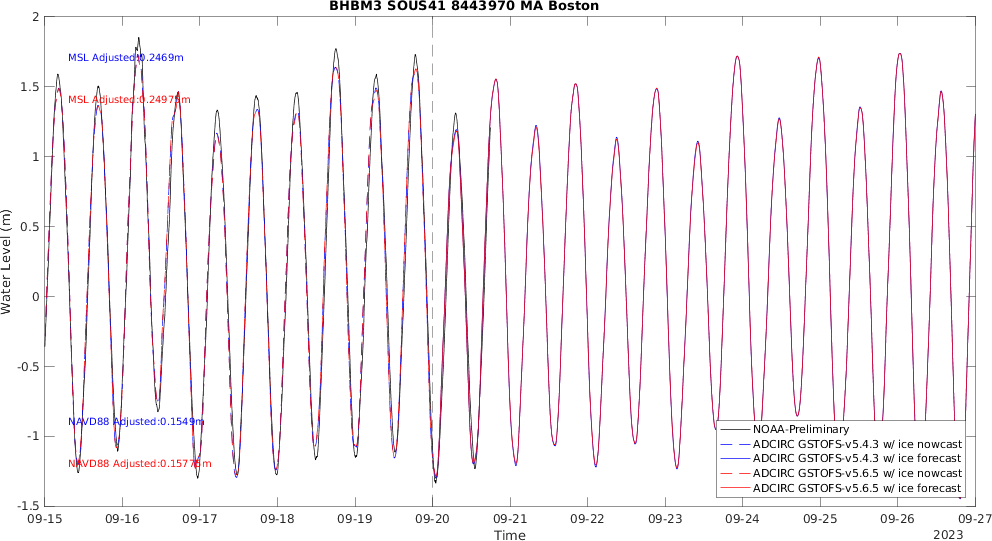 BHBM3 SOUS41 8443970 MA Boston
2
1.5
1
0.5
0
-0.5
-1
-1.5
Water Level (m)
MSL Adjusted:0.2469m
MSL Adjusted:0.24975m
NAVD88 Adjusted:0.1549m
NAVD88 Adjusted:0.15775m
NOAA-Preliminary
ADCIRC GSTOFS-v5.4.3 w/ ice nowcast
ADCIRC GSTOFS-v5.4.3 w/ ice forecast
ADCIRC GSTOFS-v5.6.5 w/ ice nowcast
ADCIRC GSTOFS-v5.6.5 w/ ice forecast
09-15 09-16 09-17 09-18 09-19 09-20 09-21 09-22 09-23 09-24 09-25 09-26 09-27
Time
2023